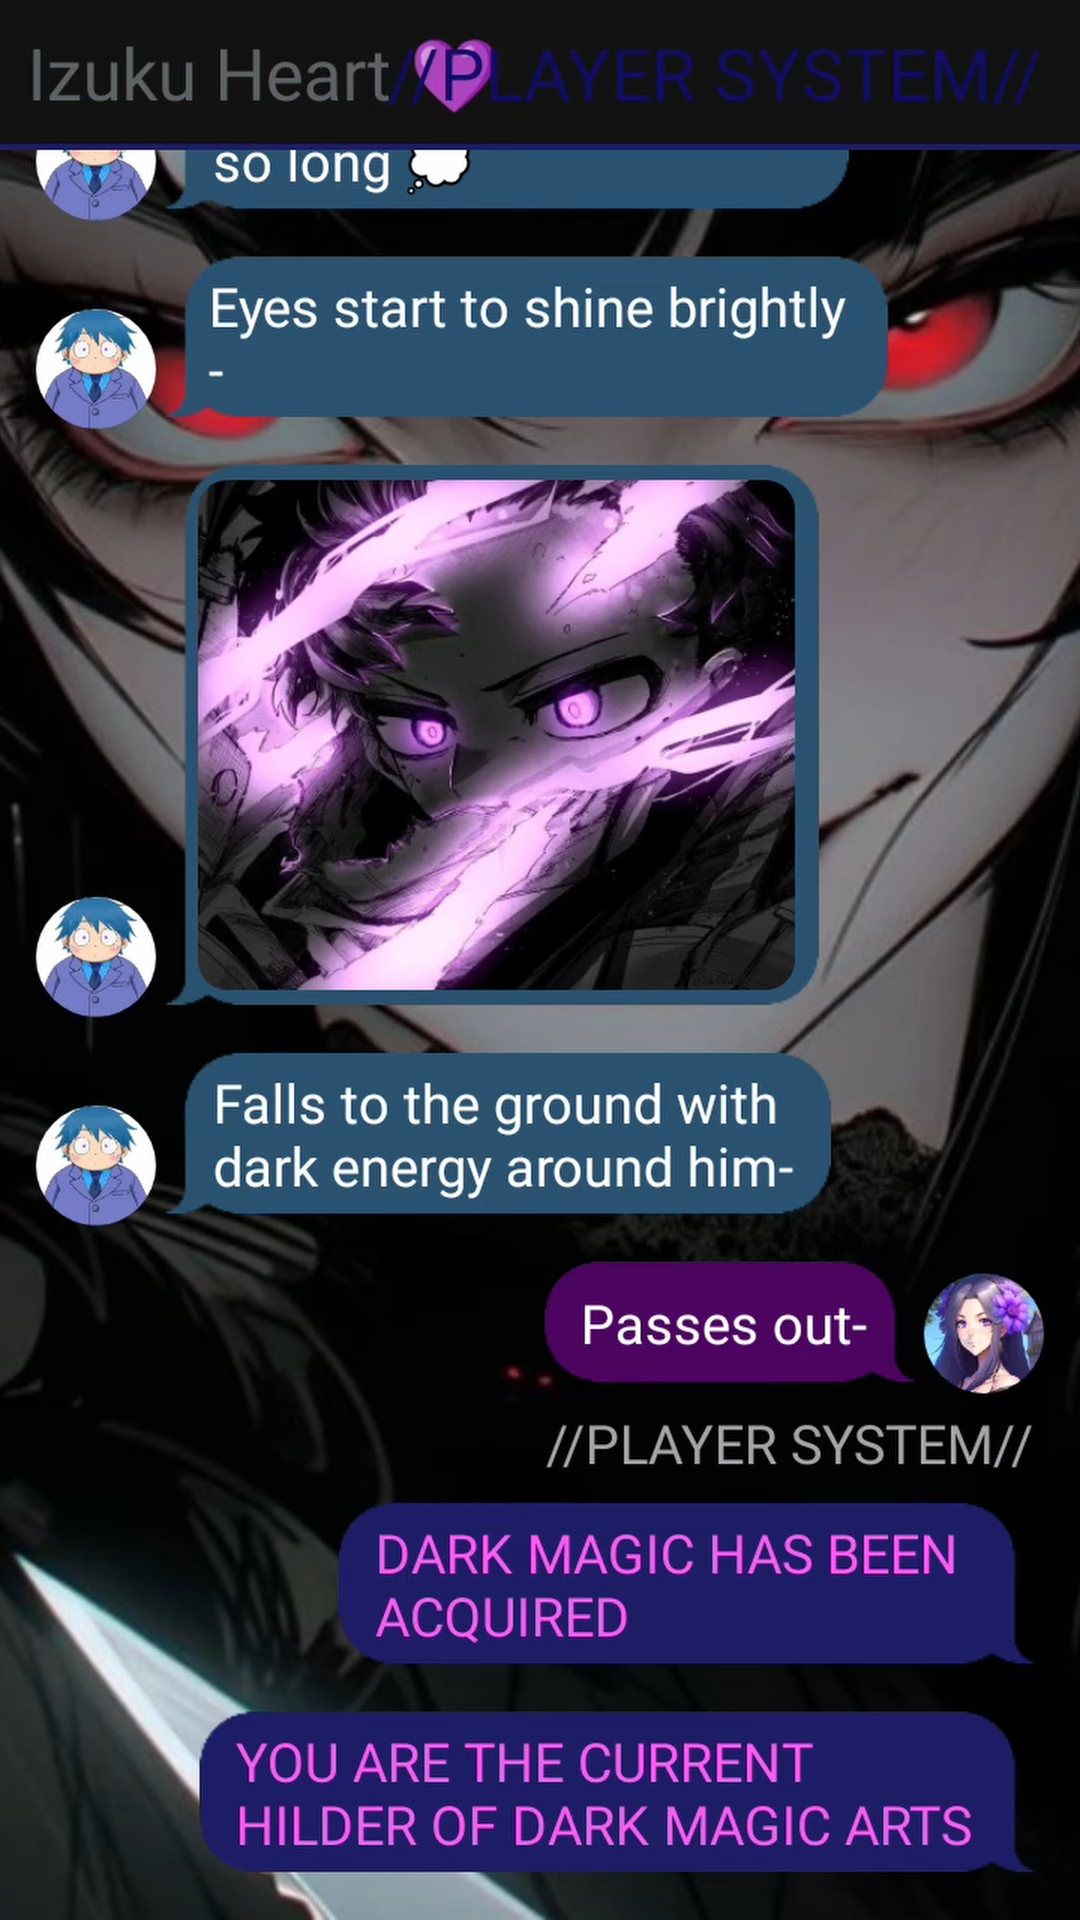 Izuku Heart//PLAYER SYSTEM//
so long 💭
Eyes start to shine brightly
-
Falls to the ground with
dark energy around him-
Passes out-
//PLAYER SYSTEM//
DARK MAGIC HAS BEEN
ACQUIRED
YOU ARE THE CURRENT
HILDER OF DARK MAGIC ARTS